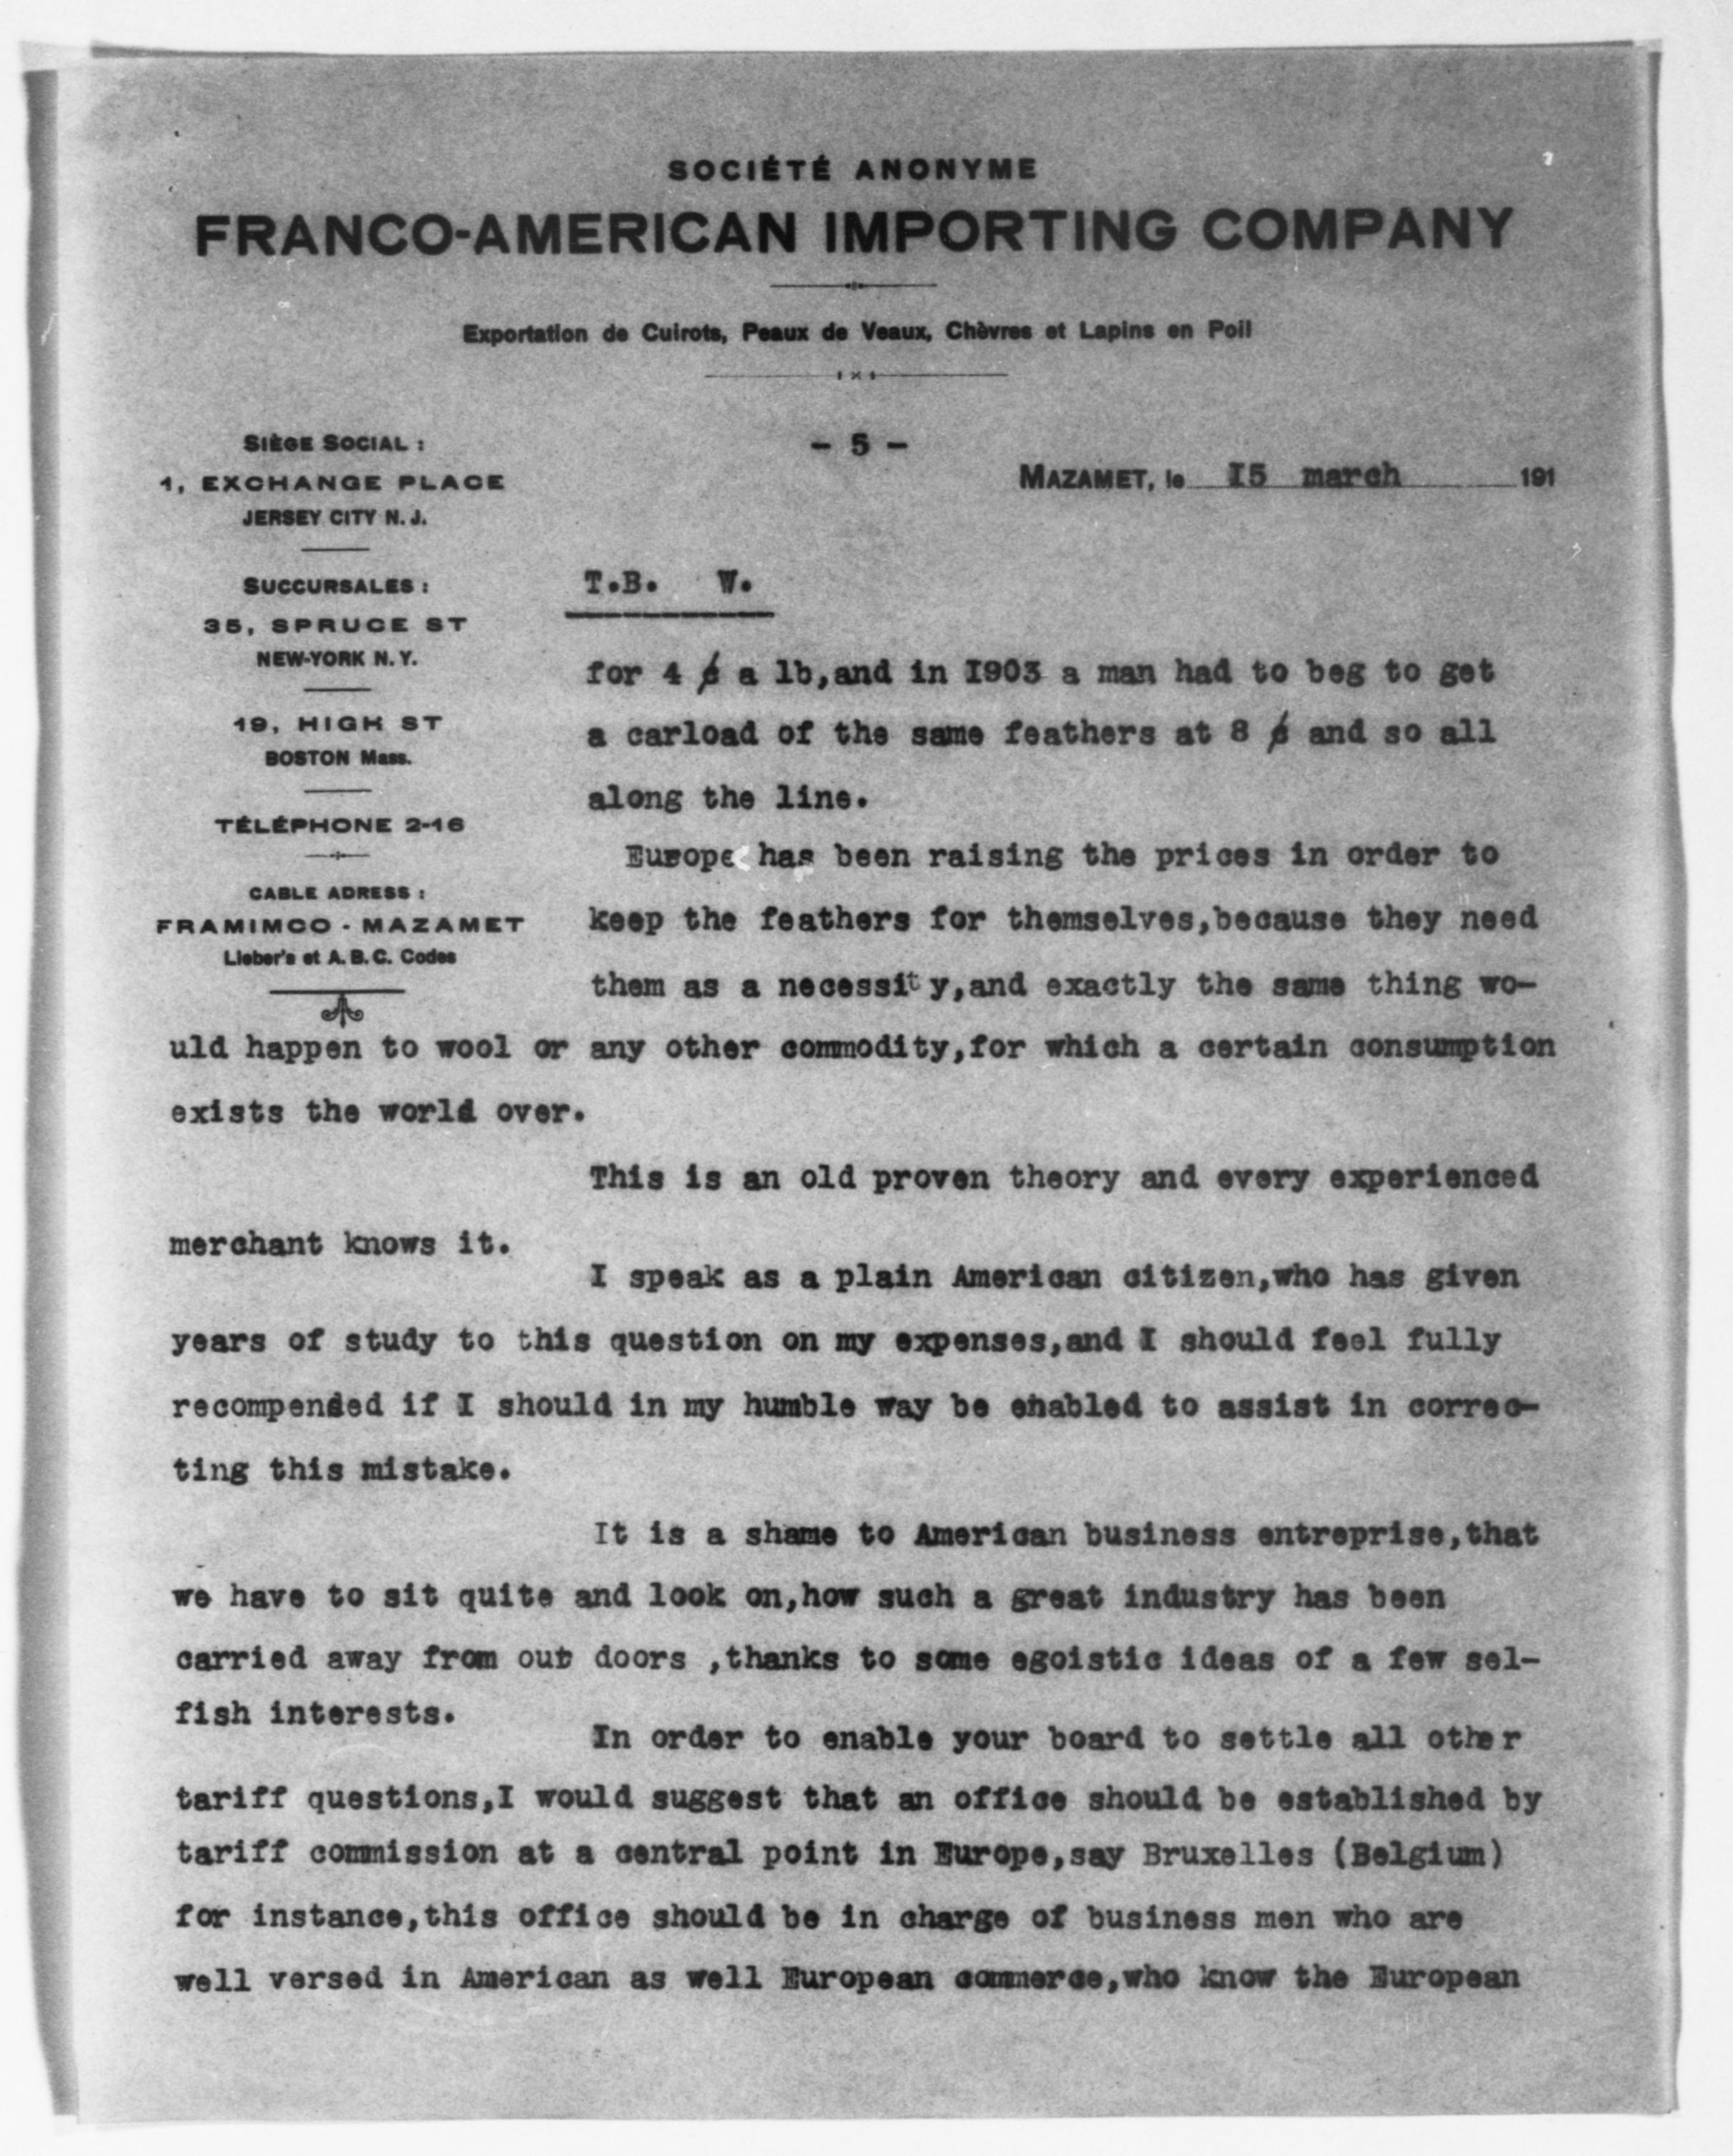 SOCIÉTÉ ANONYME
FRANCO-AMERICAN IMPORTING COMPANY
Exportation de Cuirots, Peaux de Veaux, Chèvres et Lapins en Poil
- 5 -
MAZAMET, le 15 march 191
SIÈGE SOCIAL :
1, EXCHANGE PLACE
JERSEY CITY N. J.
SUCCURSALES :
35, SPRUCE ST
NEW-YORK N. Y.
19, HIGH ST
BOSTON Mass.
TÉLÉPHONE 2-16
CABLE ADRESS :
FRAMIMCO - MAZAMET
Lieber's et A. B. C. Codes
T.B. W.
for 4 ¢ a lb,and in I903 a man had to beg to get
a carload of the same feathers at 8 ¢ and so all
along the line.
Europe has been raising the prices in order to
keep the feathers for themselves,because they need
them as a necessity,and exactly the same thing wo-
uld happen to wool or any other commodity,for which a certain consumption
exists the world over.
This is an old proven theory and every experienced
merchant knows it.
I speak as a plain American citizen,who has given
years of study to this question on my expenses,and I should feel fully
recompended if I should in my humble way be enabled to assist in correc-
ting this mistake.
It is a shame to American business entreprise,that
we have to sit quite and look on,how such a great industry has been
carried away from our doors ,thanks to some egoistic ideas of a few sel-
fish interests.
In order to enable your board to settle all other
tariff questions,I would suggest that an office should be established by
tariff commission at a central point in Europe,say Bruxelles (Belgium)
for instance,this office should be in charge of business men who are
well versed in American as well European commerce,who know the European